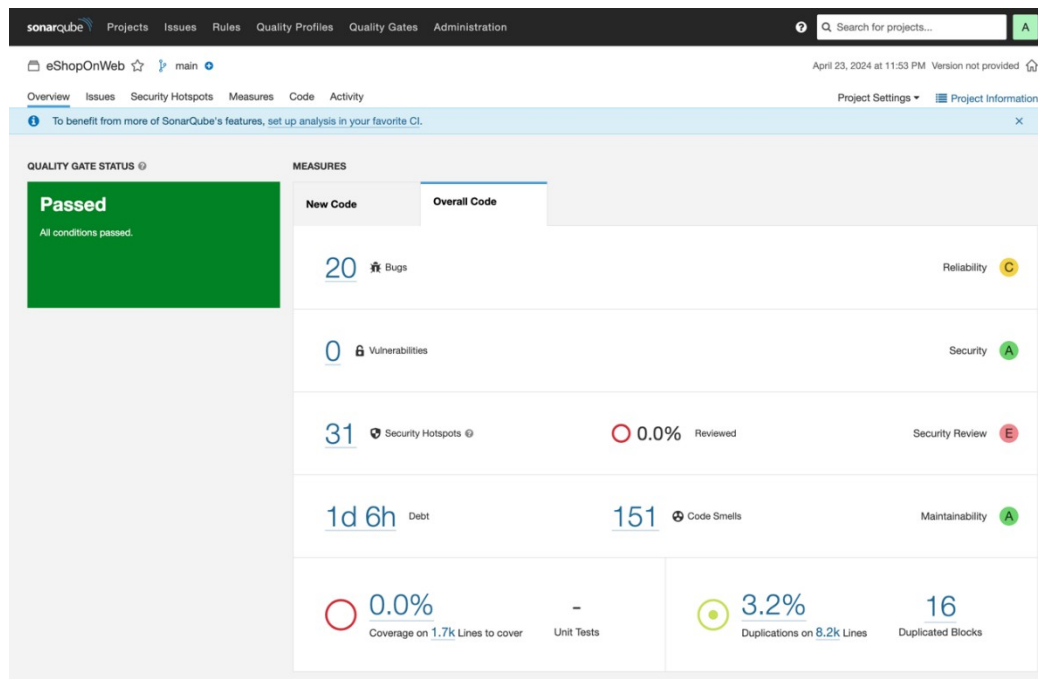 sonarqube Projects Issues Rules Quality Profiles Quality Gates Administration ? Search for projects... A
eShopOnWeb main April 23, 2024 at 11:53 PM Version not provided
Overview Issues Security Hotspots Measures Code Activity Project Settings Project Information
To benefit from more of SonarQube's features, set up analysis in your favorite CI.
QUALITY GATE STATUS MEASURES
Passed
All conditions passed.
New Code Overall Code
20 Bugs Reliability C
0 Vulnerabilities Security A
31 Security Hotspots 0.0% Reviewed Security Review E
1d 6h Debt 151 Code Smells Maintainability A
0.0% - 3.2% 16
Coverage on 1.7k Lines to cover Unit Tests Duplications on 8.2k Lines Duplicated Blocks